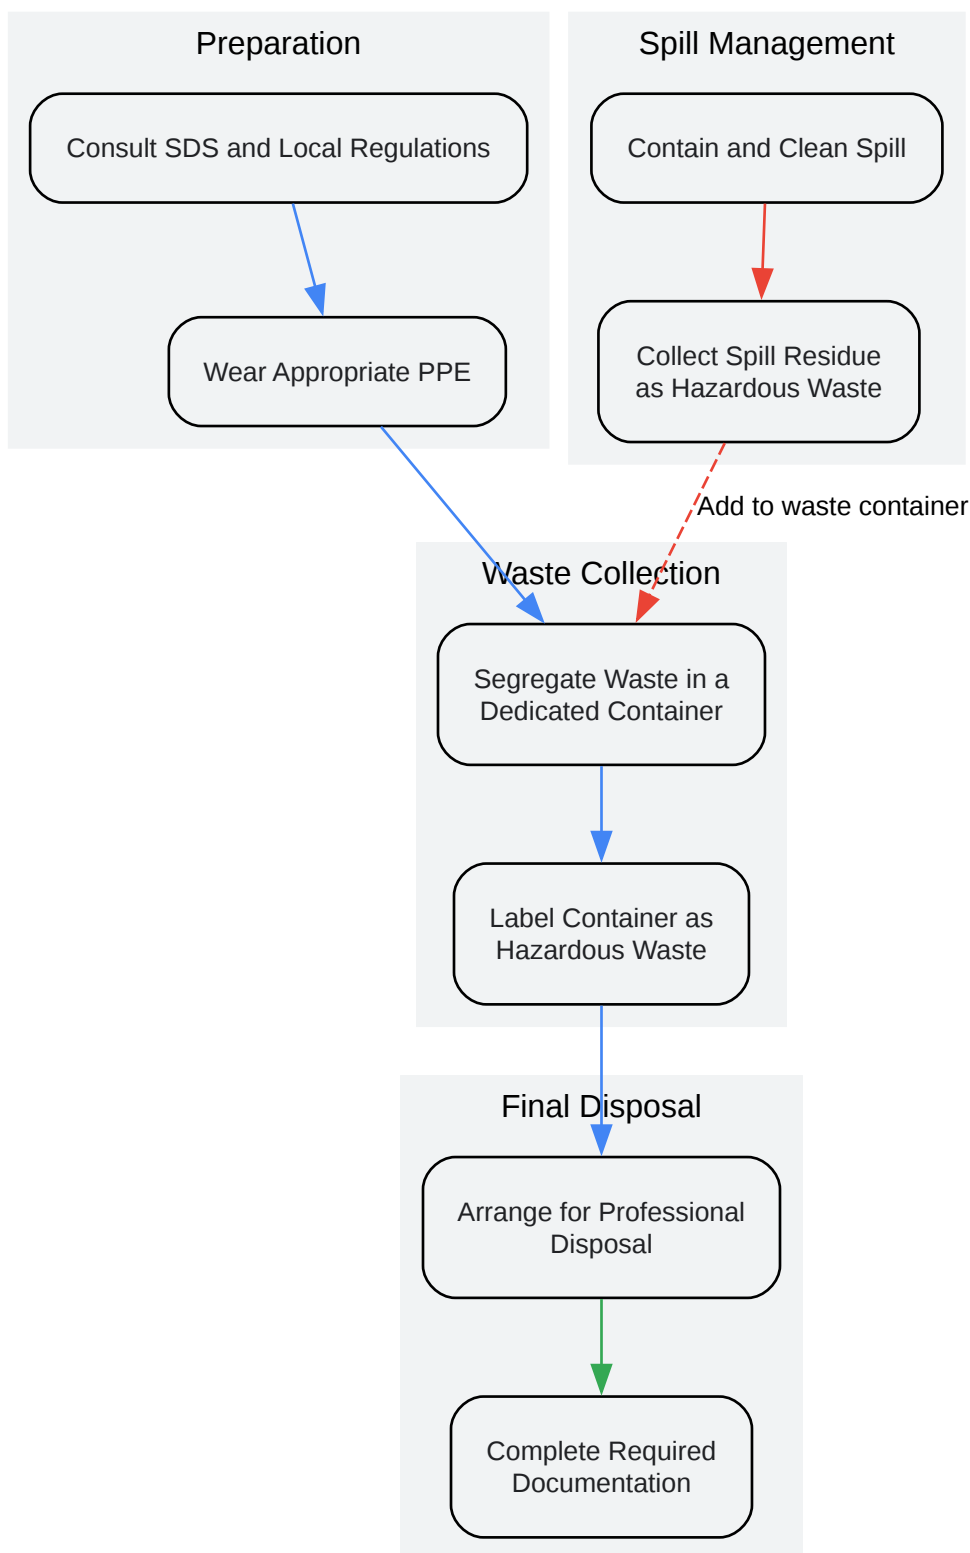 Preparation
Consult SDS and Local Regulations
Wear Appropriate PPE
Spill Management
Contain and Clean Spill
Collect Spill Residue
as Hazardous Waste
Add to waste container
Waste Collection
Segregate Waste in a
Dedicated Container
Label Container as
Hazardous Waste
Final Disposal
Arrange for Professional
Disposal
Complete Required
Documentation